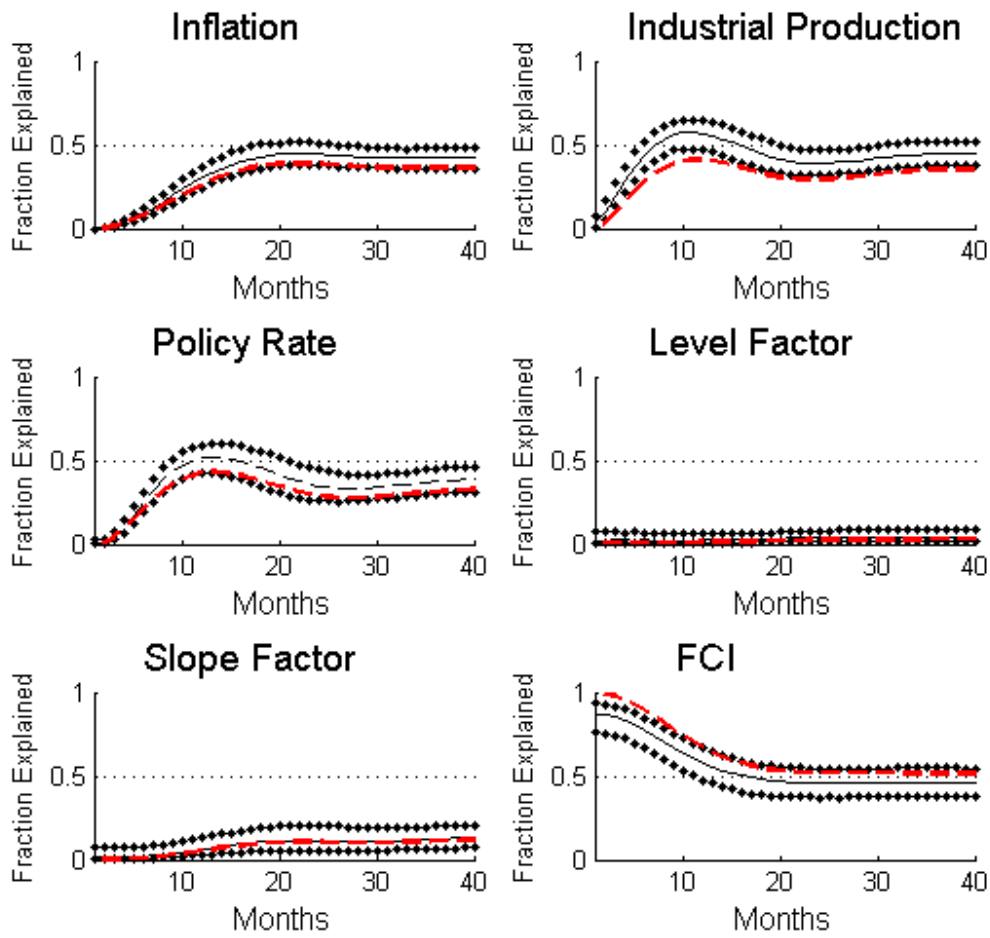 Inflation
Fraction Explained
1
0.5
0
10 20 30 40
Months
Industrial Production
Fraction Explained
1
0.5
0
10 20 30 40
Months
Policy Rate
Fraction Explained
1
0.5
0
10 20 30 40
Months
Level Factor
Fraction Explained
1
0.5
0
10 20 30 40
Months
Slope Factor
Fraction Explained
1
0.5
0
10 20 30 40
Months
FCI
Fraction Explained
1
0.5
0
10 20 30 40
Months